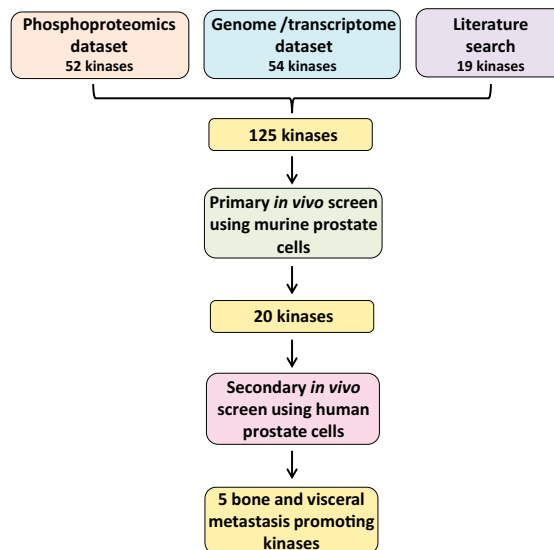 Phosphoproteomics
dataset
52 kinases
Genome /transcriptome
dataset
54 kinases
Literature
search
19 kinases
125 kinases
Primary in vivo screen
using murine prostate
cells
20 kinases
Secondary in vivo
screen using human
prostate cells
5 bone and visceral
metastasis promoting
kinases